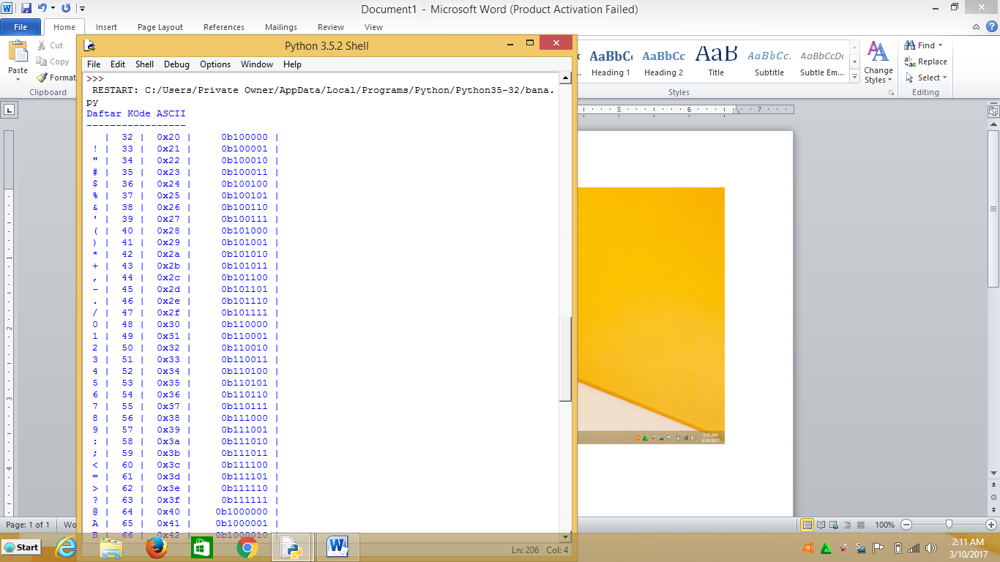 Document1 - Microsoft Word (Product Activation Failed)
File Home Insert Page Layout References Mailings Review View
Paste
Cut
Copy
Format
Clipboard
AaBbCc AaBbCc AaB AaBbCc. AaBbCcDc
Heading 1 Heading 2 Title Subtitle Subtle Em...
Change
Styles
Styles
Find
Replace
Select
Editing
5 6 7
1
2
3
4
Python 3.5.2 Shell
File Edit Shell Debug Options Window Help
>>>
RESTART: C:/Users/Private Owner/AppData/Local/Programs/Python/Python35-32/bana.
py
Daftar KOde ASCII
-----------------
| 32 | 0x20 | 0b100000 |
! | 33 | 0x21 | 0b100001 |
" | 34 | 0x22 | 0b100010 |
# | 35 | 0x23 | 0b100011 |
$ | 36 | 0x24 | 0b100100 |
% | 37 | 0x25 | 0b100101 |
& | 38 | 0x26 | 0b100110 |
' | 39 | 0x27 | 0b100111 |
( | 40 | 0x28 | 0b101000 |
) | 41 | 0x29 | 0b101001 |
* | 42 | 0x2a | 0b101010 |
+ | 43 | 0x2b | 0b101011 |
, | 44 | 0x2c | 0b101100 |
- | 45 | 0x2d | 0b101101 |
. | 46 | 0x2e | 0b101110 |
/ | 47 | 0x2f | 0b101111 |
0 | 48 | 0x30 | 0b110000 |
1 | 49 | 0x31 | 0b110001 |
2 | 50 | 0x32 | 0b110010 |
3 | 51 | 0x33 | 0b110011 |
4 | 52 | 0x34 | 0b110100 |
5 | 53 | 0x35 | 0b110101 |
6 | 54 | 0x36 | 0b110110 |
7 | 55 | 0x37 | 0b110111 |
8 | 56 | 0x38 | 0b111000 |
9 | 57 | 0x39 | 0b111001 |
: | 58 | 0x3a | 0b111010 |
; | 59 | 0x3b | 0b111011 |
< | 60 | 0x3c | 0b111100 |
= | 61 | 0x3d | 0b111101 |
> | 62 | 0x3e | 0b111110 |
? | 63 | 0x3f | 0b111111 |
@ | 64 | 0x40 | 0b1000000 |
A | 65 | 0x41 | 0b1000001 |
B | 66 | 0x42 | 0b1000010 |
Ln: 206 Col: 4
2:10 AM
3/10/2017
Page: 1 of 1 Wo
100%
Start
2:11 AM
3/10/2017